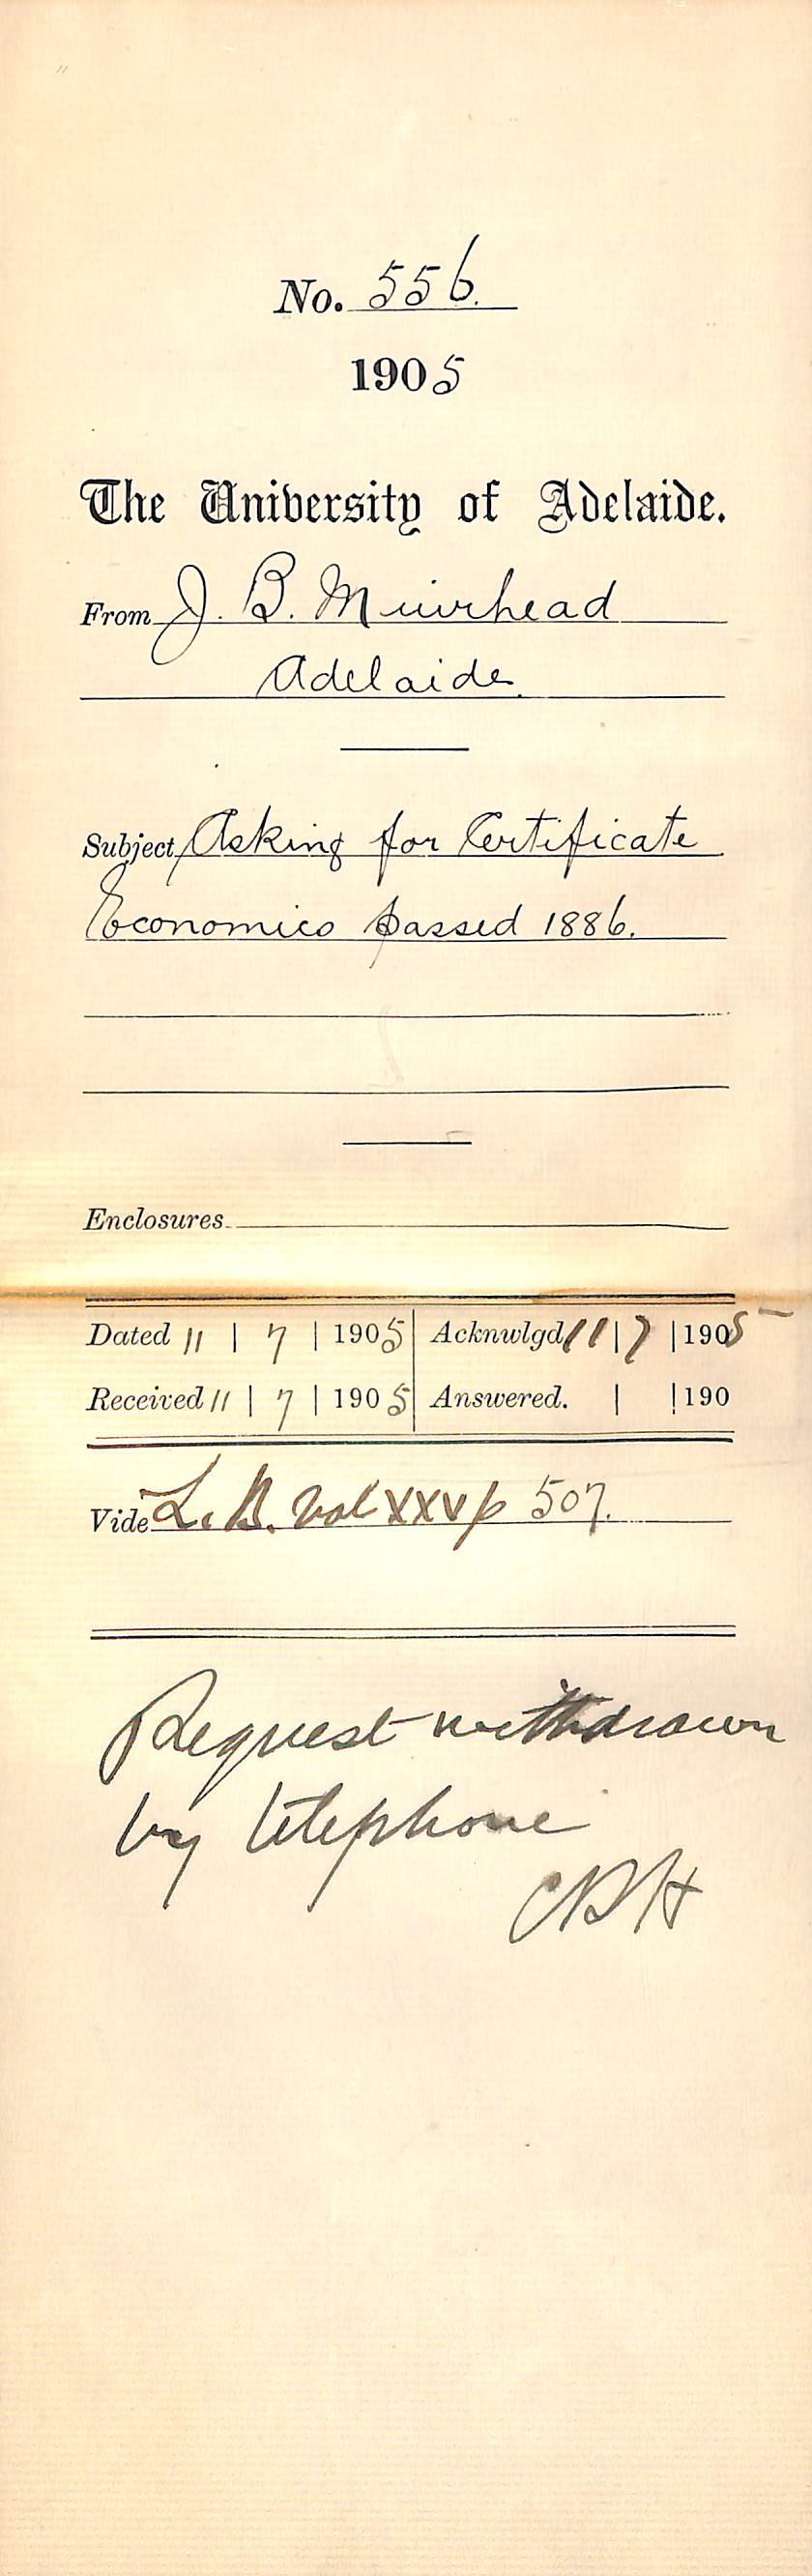 No. 556.
1905
The University of Adelaide.
From J. B. Muirhead
Adelaide.
Subject Asking for Certificate
Economics passed 1886.
Enclosures
Dated 11 | 7 | 1905 Acknwlgd 11 | 7 | 1905
Received 11 | 7 | 1905 Answered. | | 190
Vide L. B. Vol XXV p 507.
Request withdrawn
by telephone